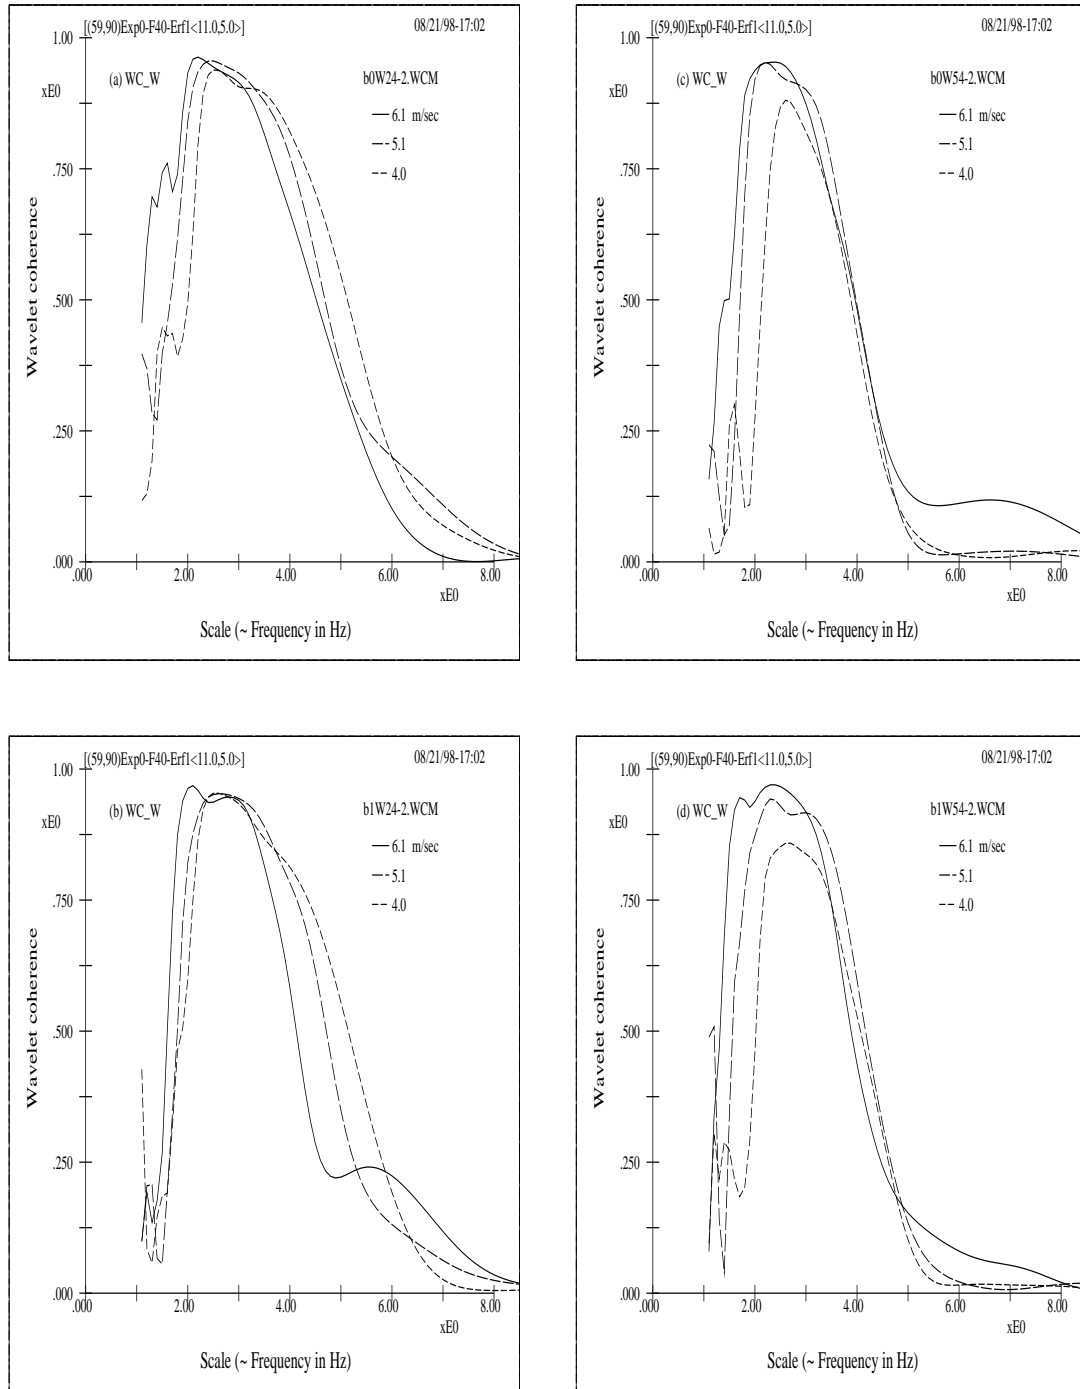 [(59,90)Exp0-F40-Erf1<11.0,5.0>] 08/21/98-17:02
1.00
xE0
(a) WC_W b0W24-2.WCM
6.1 m/sec
5.1
4.0
.750
.500
.250
.000
Wavelet coherence
.000 2.00 4.00 6.00 8.00
xE0
Scale (~ Frequency in Hz)
[(59,90)Exp0-F40-Erf1<11.0,5.0>] 08/21/98-17:02
1.00
xE0
(c) WC_W b0W54-2.WCM
6.1 m/sec
5.1
4.0
.750
.500
.250
.000
Wavelet coherence
.000 2.00 4.00 6.00 8.00
xE0
Scale (~ Frequency in Hz)
[(59,90)Exp0-F40-Erf1<11.0,5.0>] 08/21/98-17:02
1.00
xE0
(b) WC_W b1W24-2.WCM
6.1 m/sec
5.1
4.0
.750
.500
.250
.000
Wavelet coherence
.000 2.00 4.00 6.00 8.00
xE0
Scale (~ Frequency in Hz)
[(59,90)Exp0-F40-Erf1<11.0,5.0>] 08/21/98-17:02
1.00
xE0
(d) WC_W b1W54-2.WCM
6.1 m/sec
5.1
4.0
.750
.500
.250
.000
Wavelet coherence
.000 2.00 4.00 6.00 8.00
xE0
Scale (~ Frequency in Hz)